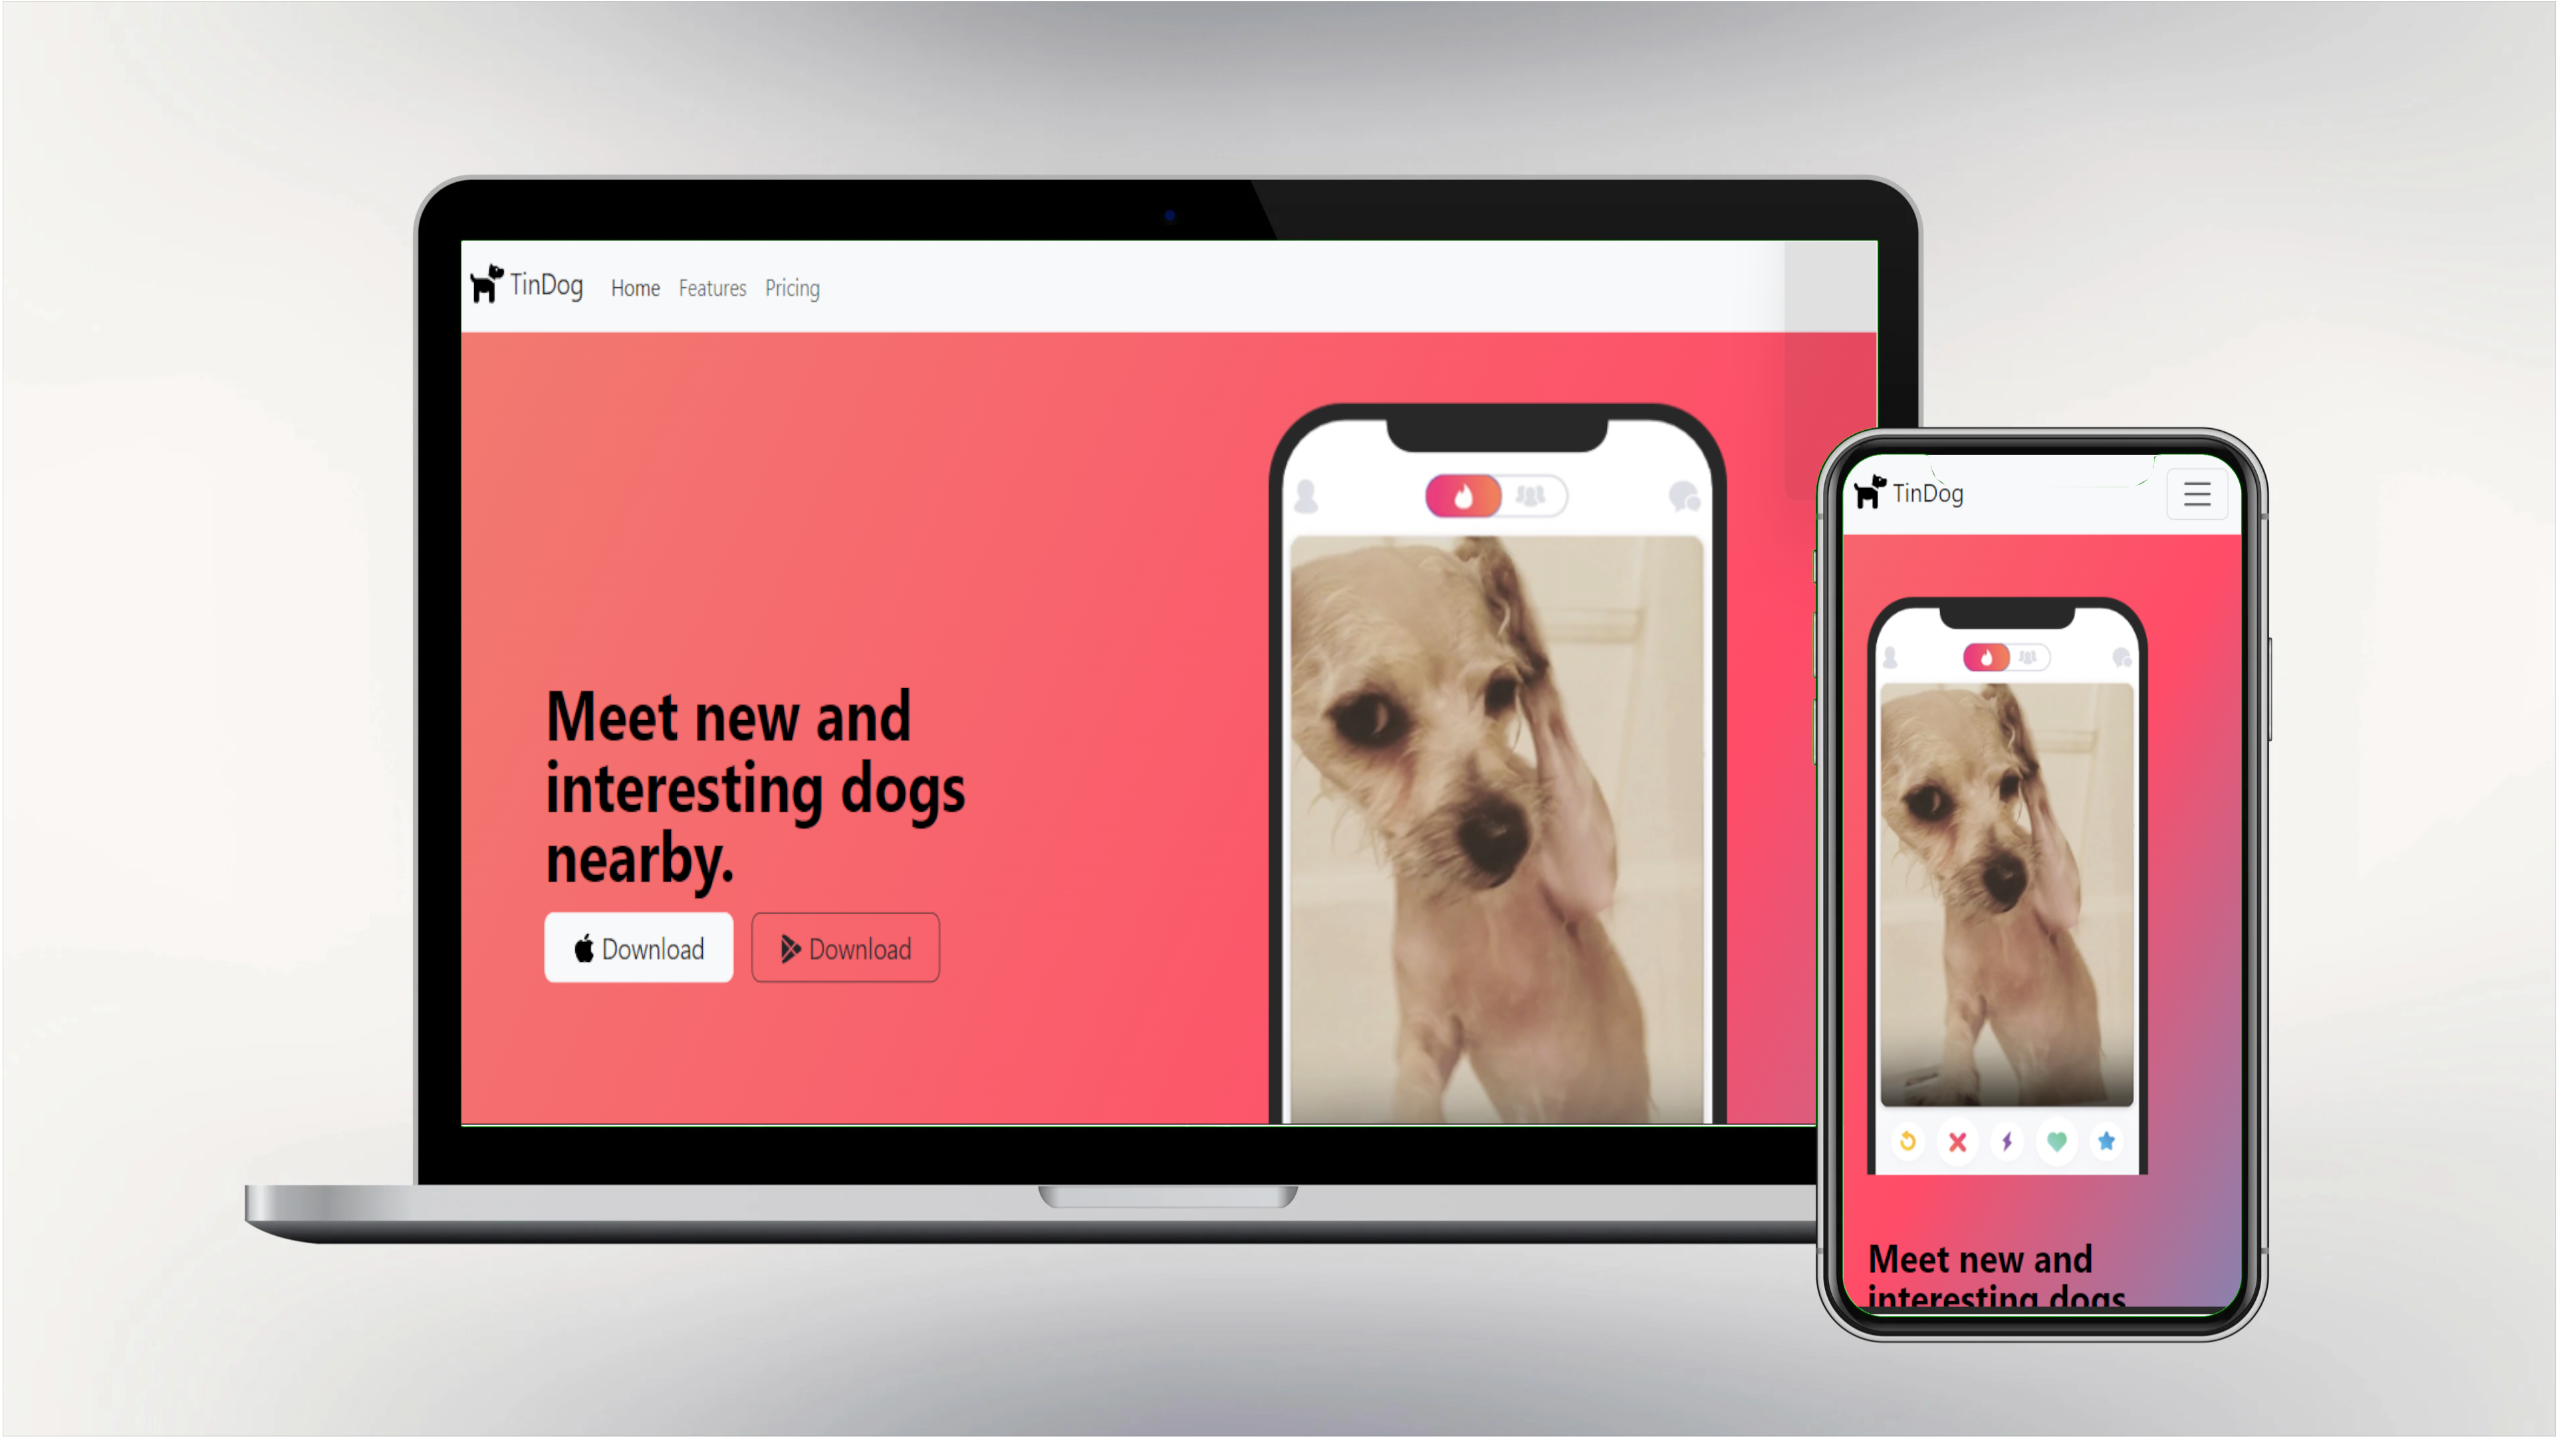 TinDog Home Features Pricing
Meet new and
interesting dogs
nearby.
Download Download
TinDog
Meet new and
interesting dogs